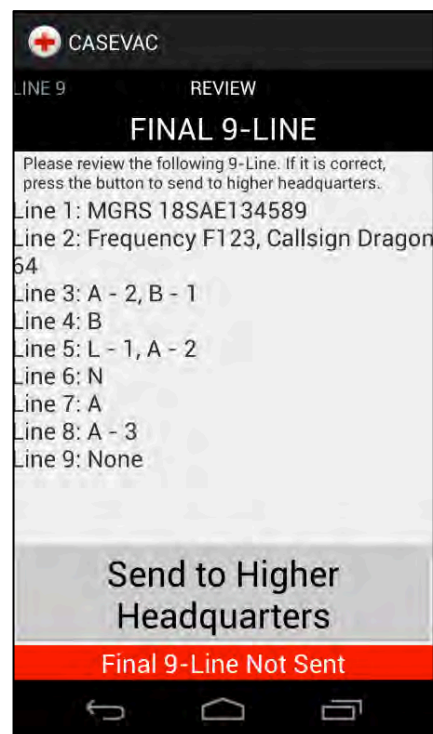 CASEVAC
LINE 9 REVIEW
FINAL 9-LINE
Please review the following 9-Line. If it is correct,
press the button to send to higher headquarters.
Line 1: MGRS 18SAE134589
Line 2: Frequency F123, Callsign Dragon
64
Line 3: A - 2, B - 1
Line 4: B
Line 5: L - 1, A - 2
Line 6: N
Line 7: A
Line 8: A - 3
Line 9: None
Send to Higher
Headquarters
Final 9-Line Not Sent